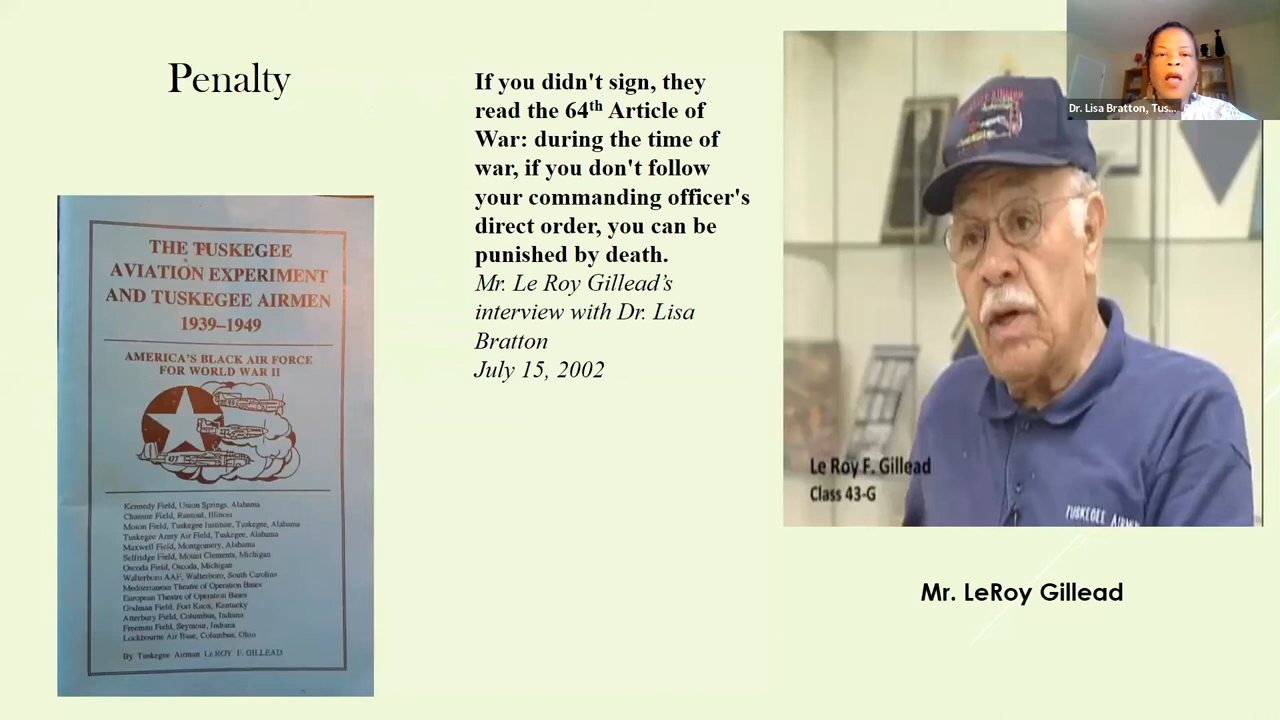 Penalty
If you didn't sign, they
read the 64th Article of
War: during the time of
war, if you don't follow
your commanding officer's
direct order, you can be
punished by death.
Mr. Le Roy Gillead’s
interview with Dr. Lisa
Bratton
July 15, 2002
THE TUSKEGEE
AVIATION EXPERIMENT
AND TUSKEGEE AIRMEN
1939–1949
AMERICA'S BLACK AIR FORCE
FOR WORLD WAR II
Kennedy Field, Union Springs, Alabama
Chanute Field, Rantoul, Illinois
Moton Field, Tuskegee Institute, Tuskegee, Alabama
Tuskegee Army Air Field, Tuskegee, Alabama
Maxwell Field, Montgomery, Alabama
Selfridge Field, Mount Clements, Michigan
Oscoda Field, Oscoda, Michigan
Walterboro AAF, Walterboro, South Carolina
Mediterranean Theatre of Operation Bases
European Theatre of Operation Bases
Godman Field, Fort Knox, Kentucky
Atterbury Field, Columbus, Indiana
Freeman Field, Seymour, Indiana
Lockbourne Air Base, Columbus, Ohio
By Tuskegee Airman LeROY F. GILLEAD
Dr. Lisa Bratton, Tus...
Le Roy F. Gillead
Class 43-G
TUSKEGEE AIRM
Mr. LeRoy Gillead